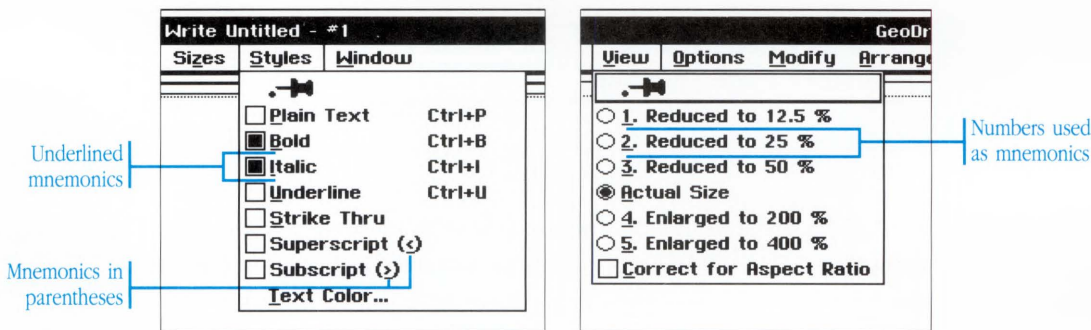 Write Untitled - #1
Sizes Styles Window
Plain Text Ctrl+P
Bold Ctrl+B
Italic Ctrl+I
Underline Ctrl+U
Strike Thru
Superscript (<)
Subscript (>)
Text Color...
Underlined
mnemonics
Mnemonics in
parentheses
GeoDr
View Options Modify Arrange
1. Reduced to 12.5 %
2. Reduced to 25 %
3. Reduced to 50 %
Actual Size
4. Enlarged to 200 %
5. Enlarged to 400 %
Correct for Aspect Ratio
Numbers used
as mnemonics